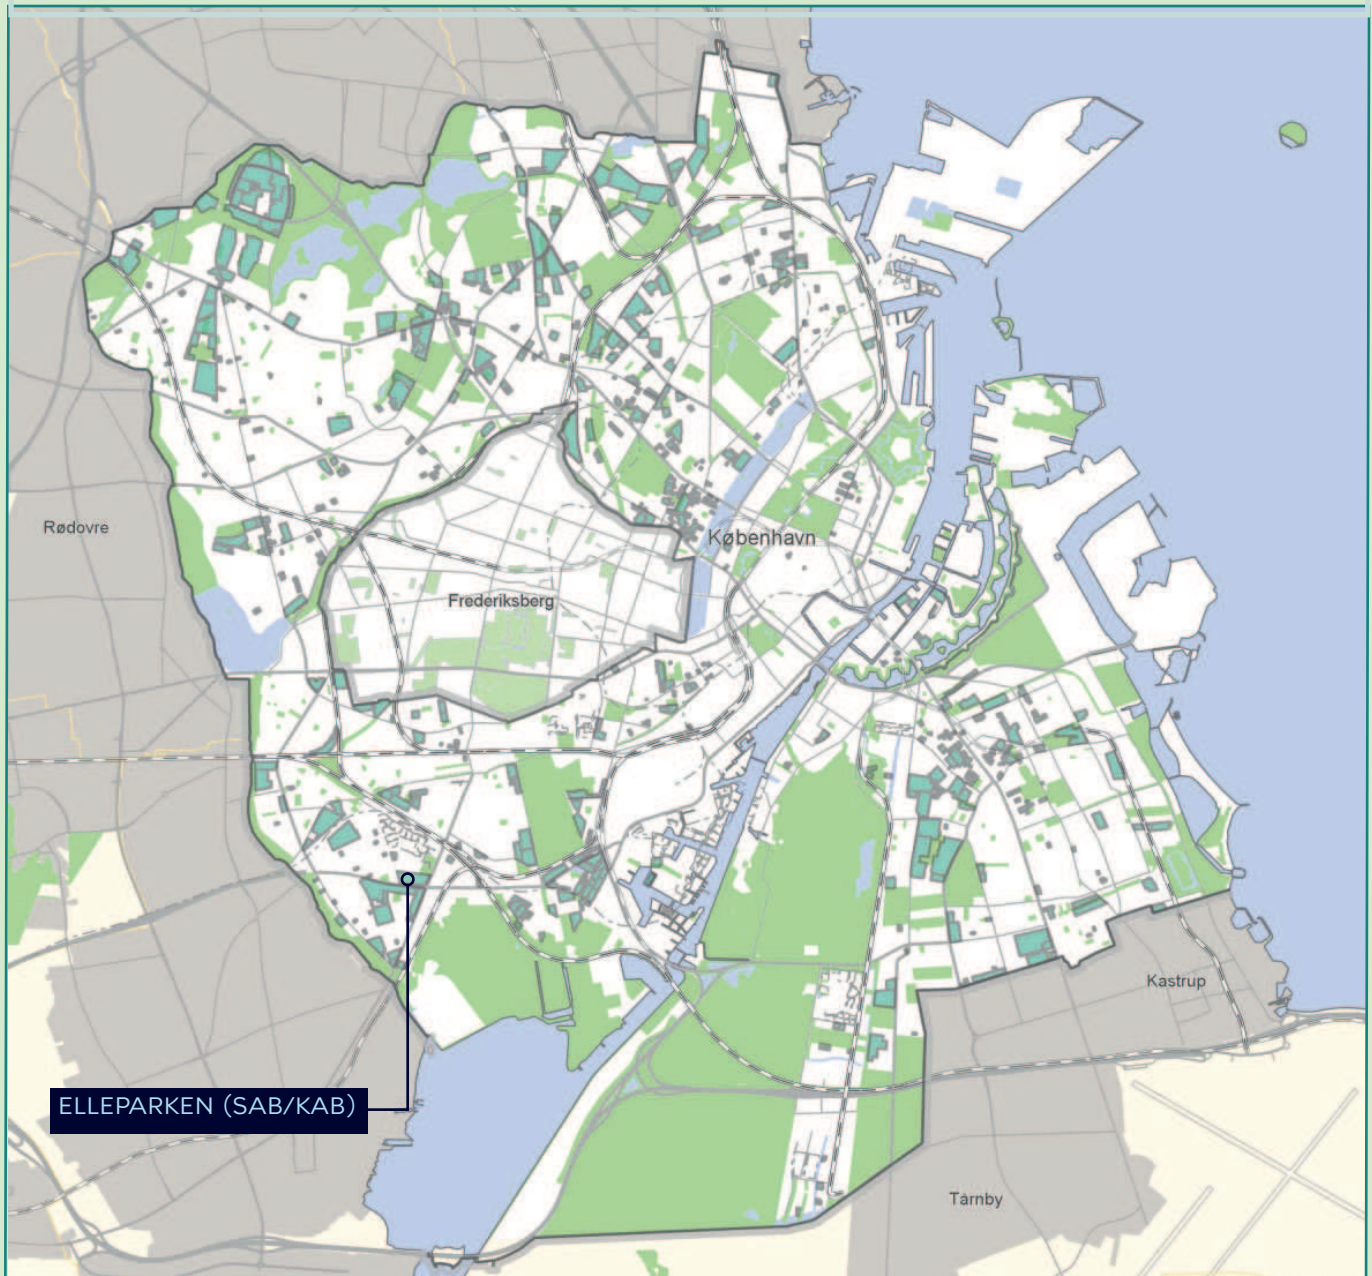 Rødovre
København
Frederiksberg
Kastrup
ELLEPARKEN (SAB/KAB)
Tårnby